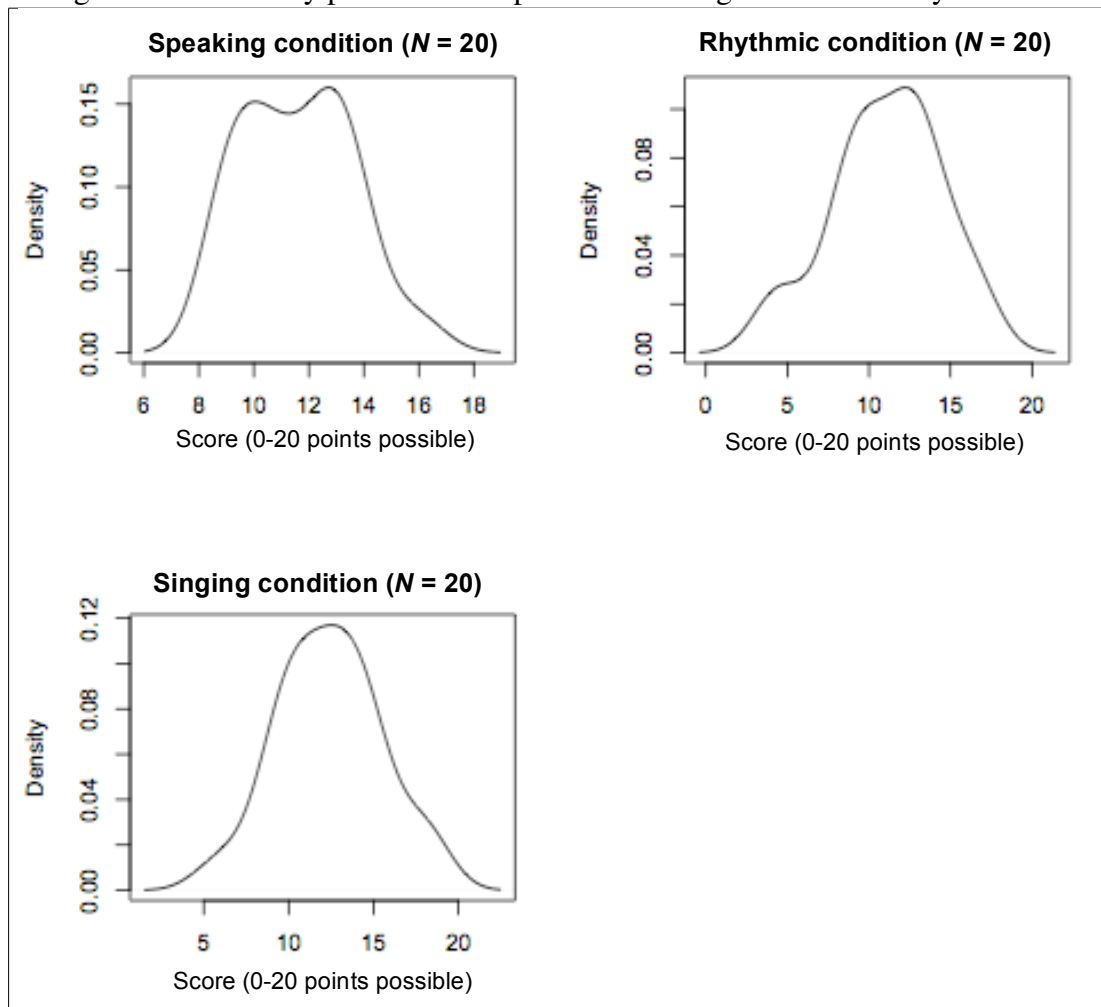 Speaking condition (N = 20)
Density
0.00 0.05 0.10 0.15
6 8 10 12 14 16 18
Score (0-20 points possible)
Rhythmic condition (N = 20)
Density
0.00 0.04 0.08
0 5 10 15 20
Score (0-20 points possible)
Singing condition (N = 20)
Density
0.00 0.04 0.08 0.12
5 10 15 20
Score (0-20 points possible)